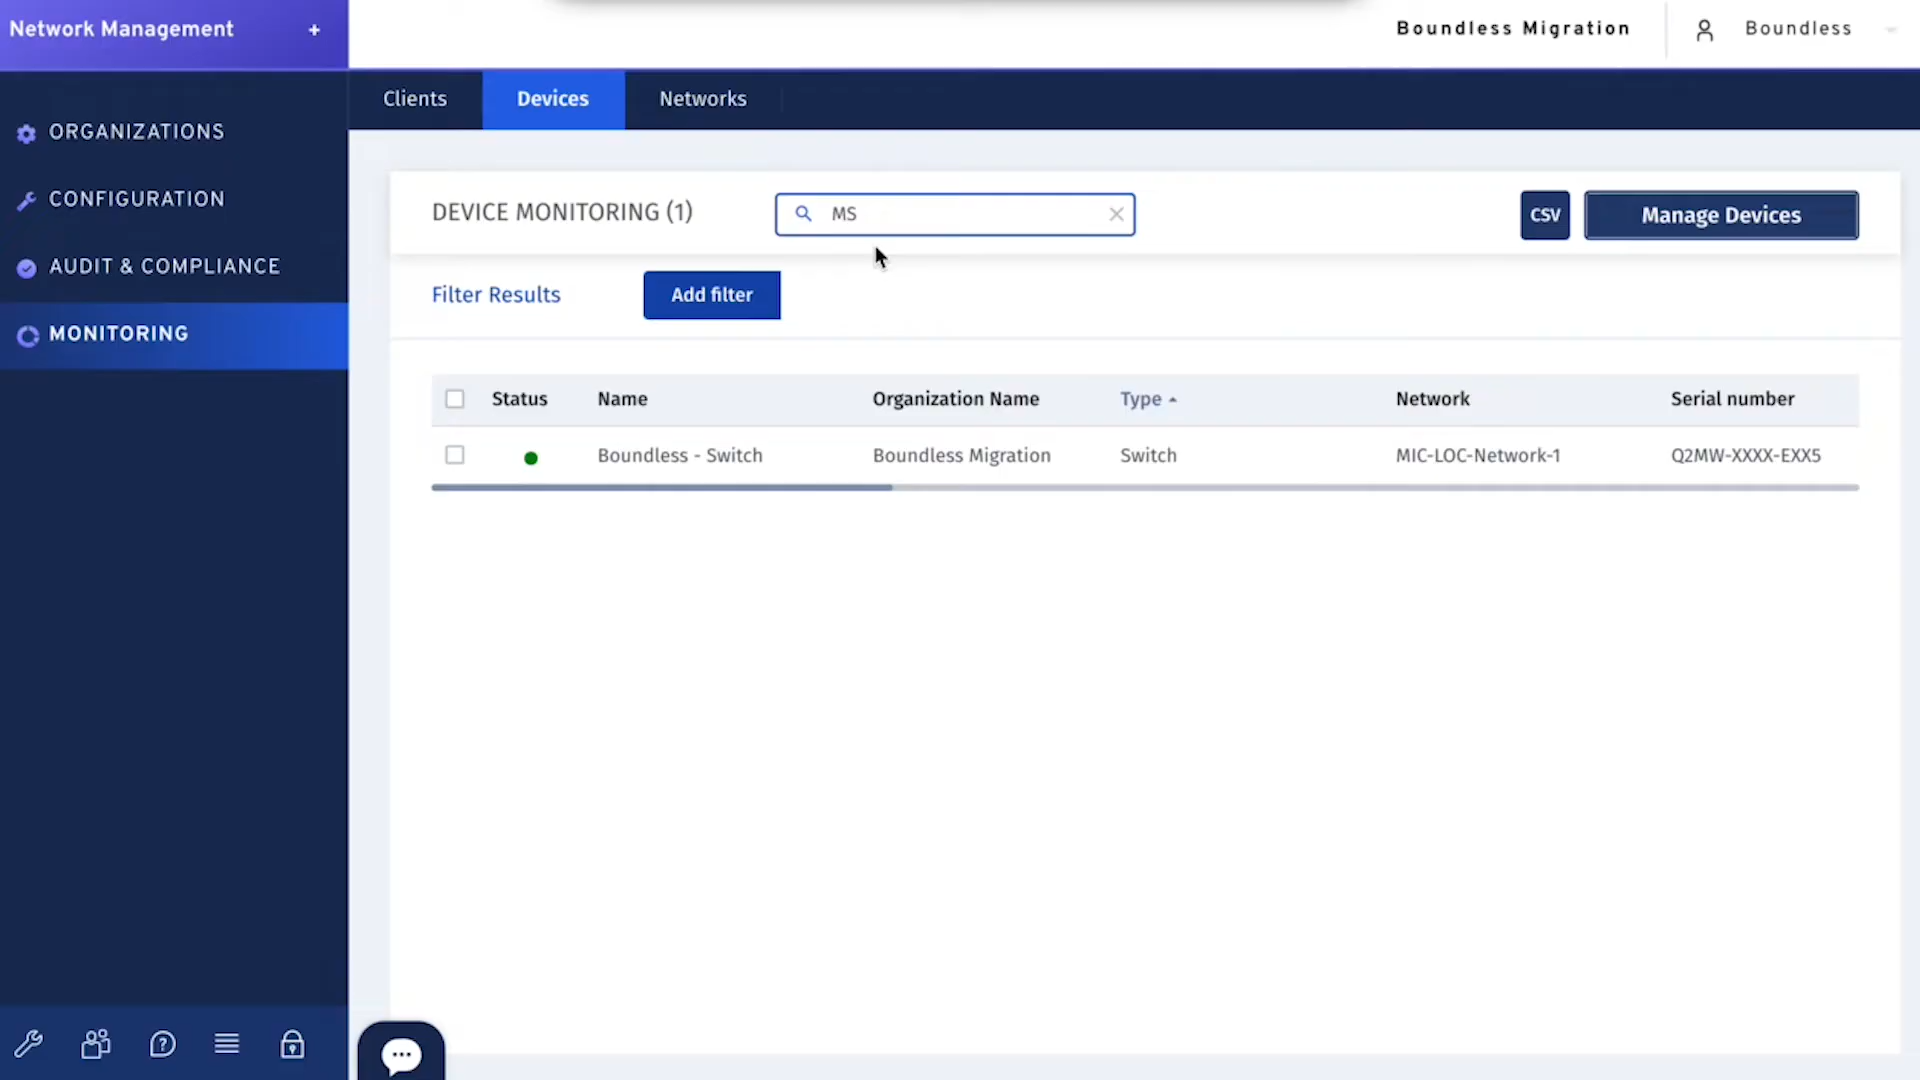 Network Management +
Boundless Migration
Boundless
Clients
Devices
Networks
ORGANIZATIONS
CONFIGURATION
AUDIT & COMPLIANCE
MONITORING
DEVICE MONITORING (1)
MS
CSV
Manage Devices
Filter Results
Add filter
Status Name Organization Name Type Network Serial number
Boundless - Switch Boundless Migration Switch MIC-LOC-Network-1 Q2MW-XXXX-EXX5